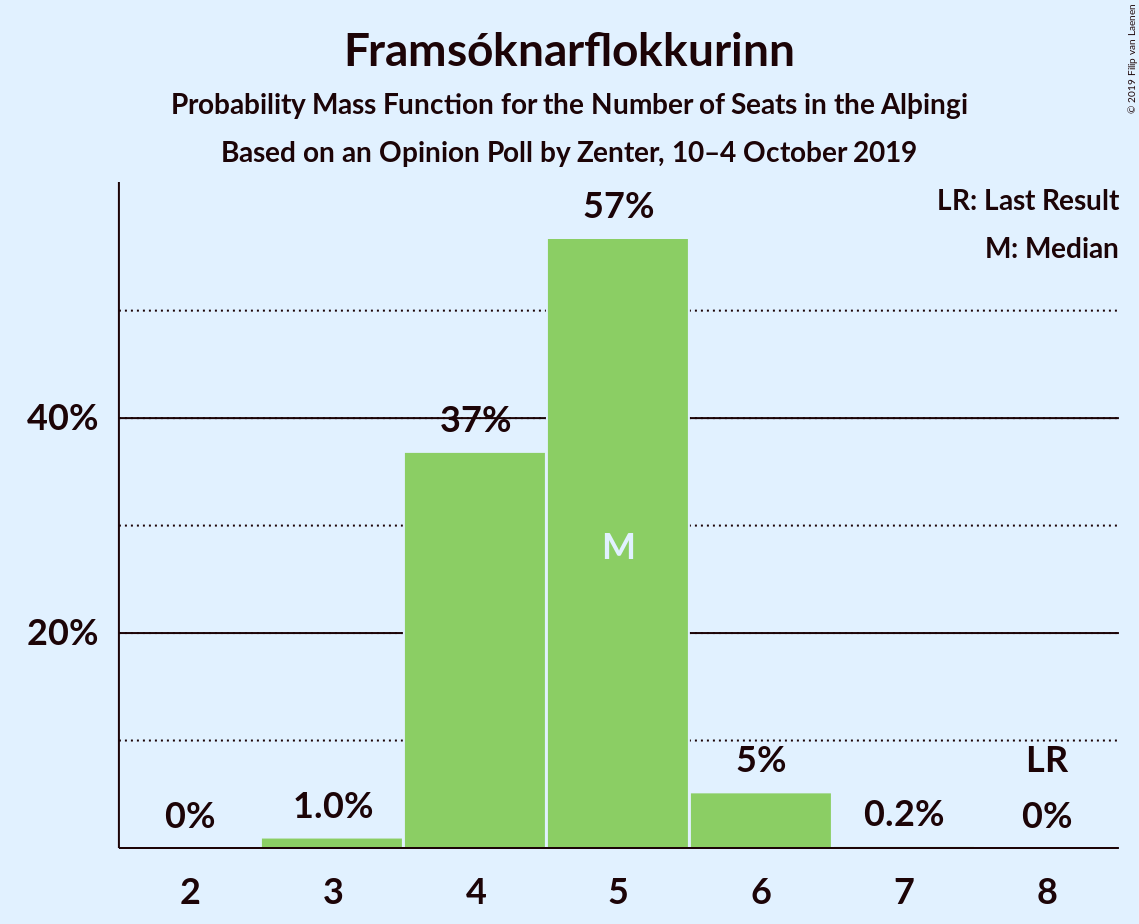 Framsóknarflokkurinn
Probability Mass Function for the Number of Seats in the Alþingi
Based on an Opinion Poll by Zenter, 10–4 October 2019
© 2019 Filip van Laenen
LR: Last Result
M: Median
57%
40%
37%
M
20%
5%
LR
0%
1.0%
0.2%
0%
2
3
4
5
6
7
8